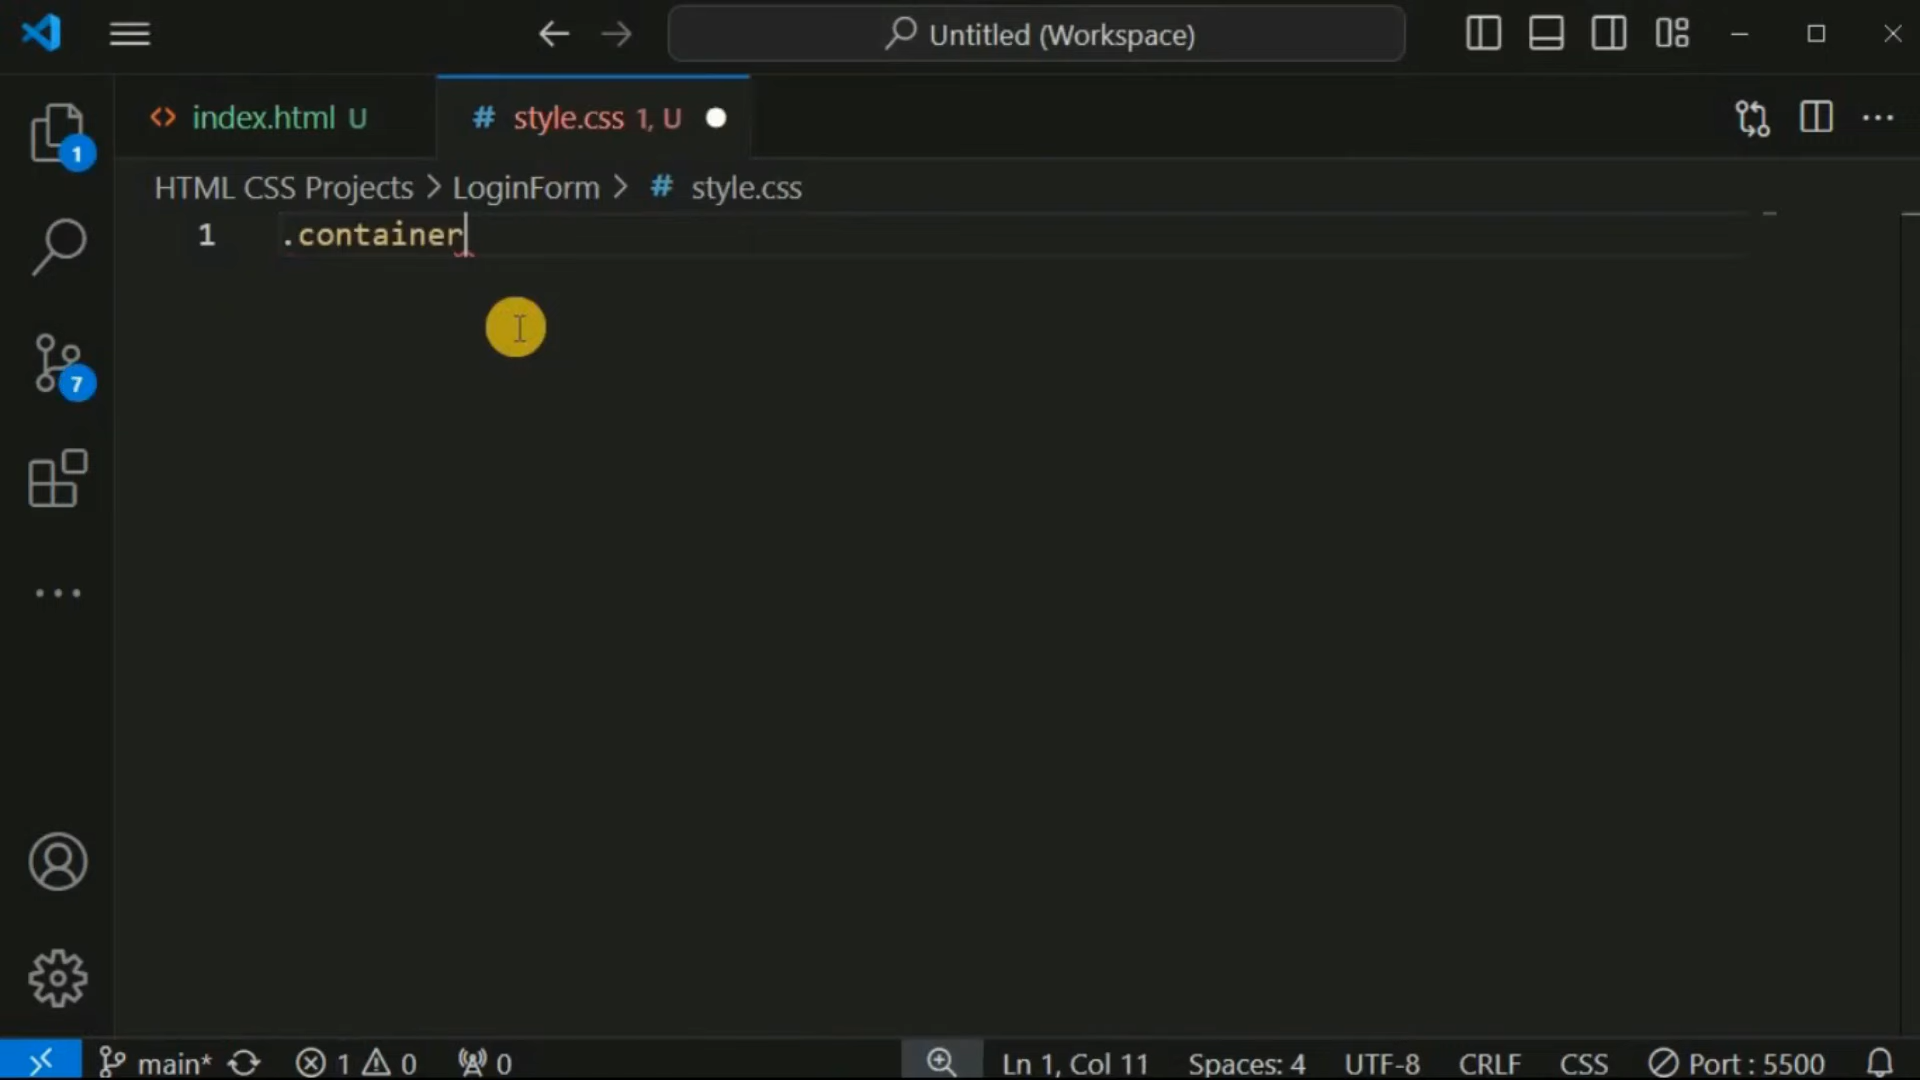 Untitled (Workspace)
index.html U
# style.css 1, U
1
HTML CSS Projects > LoginForm > # style.css
1 .container
7
main* 1 0 0 Ln 1, Col 11 Spaces: 4 UTF-8 CRLF CSS Port : 5500